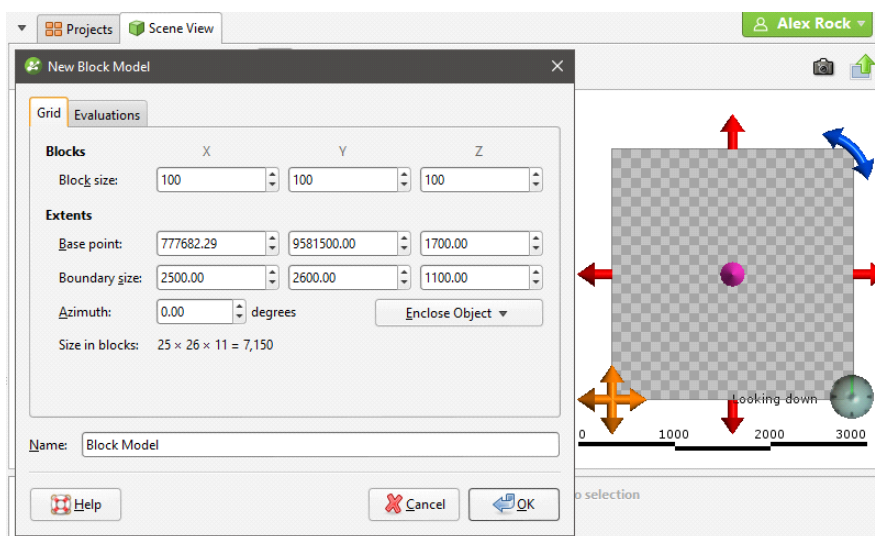 Projects Scene View Alex Rock
New Block Model
Grid Evaluations
Blocks X Y Z
Block size: 100 100 100
Extents
Base point: 777682.29 9581500.00 1700.00
Boundary size: 2500.00 2600.00 1100.00
Azimuth: 0.00 degrees Enclose Object
Size in blocks: 25 × 26 × 11 = 7,150
Looking down
0 1000 2000 3000
Name: Block Model
Help Cancel OK
selection